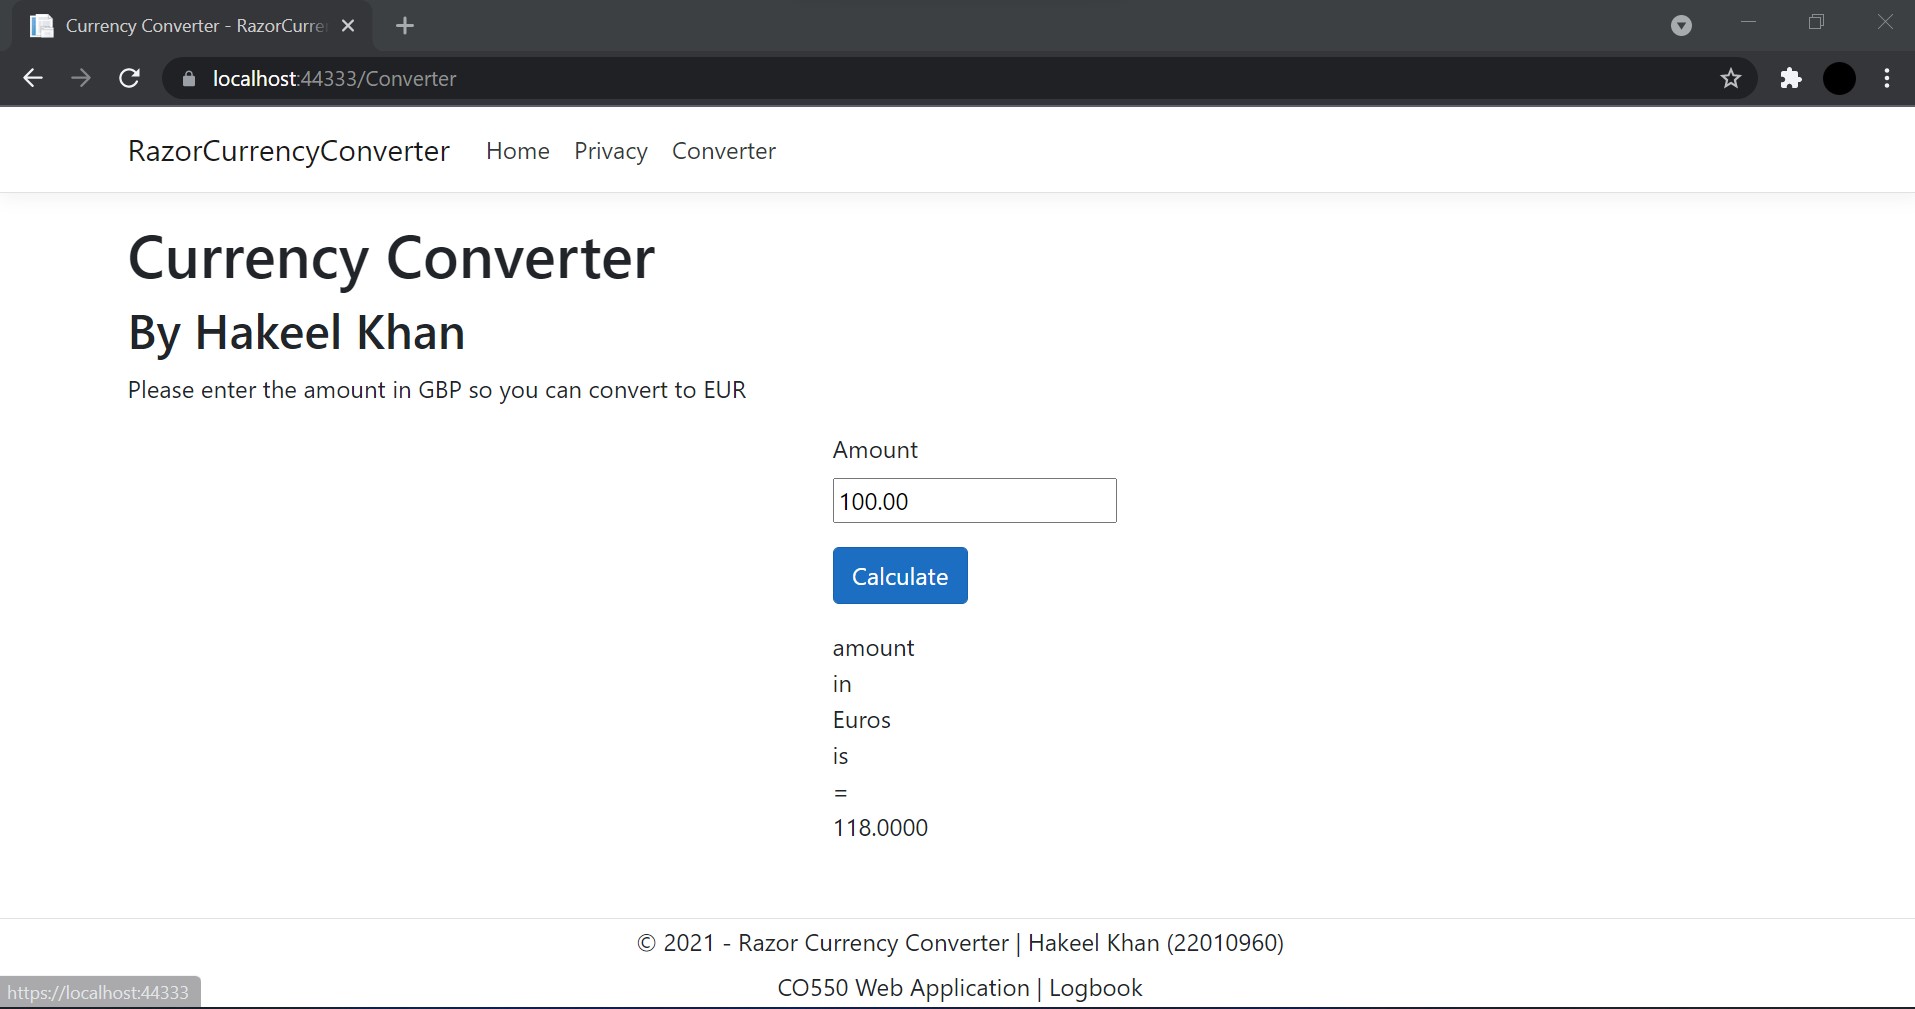 Currency Converter - RazorCurre
localhost:44333/Converter
RazorCurrencyConverter Home Privacy Converter
Currency Converter
By Hakeel Khan
Please enter the amount in GBP so you can convert to EUR
Amount
100.00
Calculate
amount
in
Euros
is
=
118.0000
© 2021 - Razor Currency Converter | Hakeel Khan (22010960)
CO550 Web Application | Logbook
https://localhost:44333